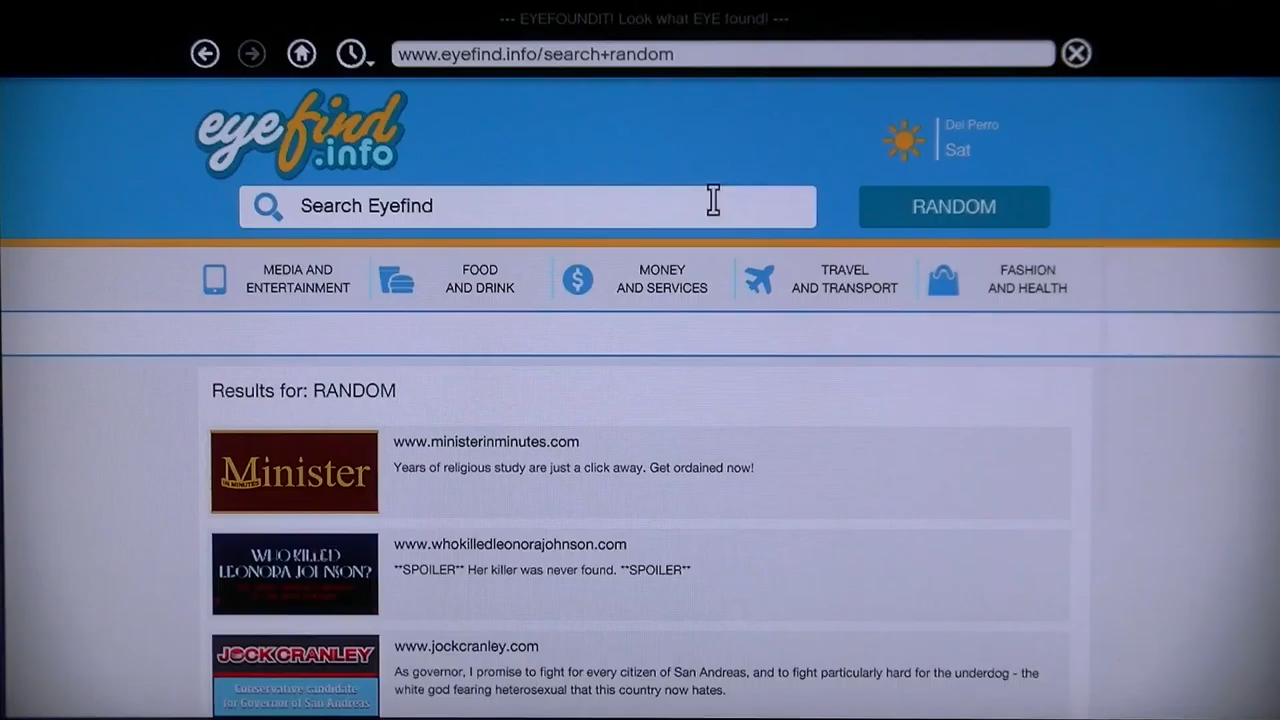 --- EYEFOUNDIT! Look what EYE found! ---
www.eyefind.info/search+random
eyefind
.info
Del Perro
Sat
Search Eyefind
RANDOM
MEDIA AND
ENTERTAINMENT
FOOD
AND DRINK
MONEY
AND SERVICES
TRAVEL
AND TRANSPORT
FASHION
AND HEALTH
Results for: RANDOM
Minister
IN MINUTES
www.ministerinminutes.com
Years of religious study are just a click away. Get ordained now!
WHO KILLED
LEONORA JOHNSON?
www.whokilledleonorajohnson.com
**SPOILER** Her killer was never found. **SPOILER**
JOCK CRANLEY
Conservative candidate
for Governor of San Andreas
www.jockcranley.com
As governor, I promise to fight for every citizen of San Andreas, and to fight particularly hard for the underdog - the
white god fearing heterosexual that this country now hates.